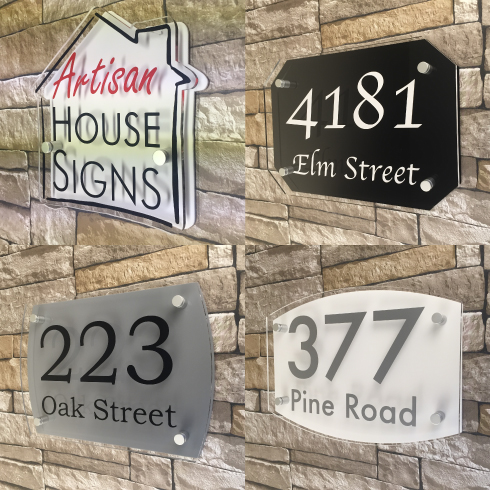 Artisan
HOUSE
SIGNS
4181
Elm Street
223
Oak Street
377
Pine Road